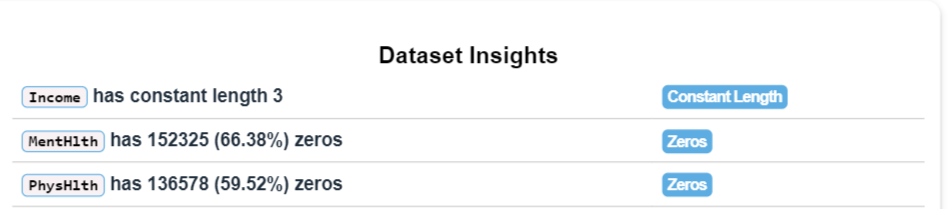 Dataset Insights
Income has constant length 3 Constant Length
MentHlth has 152325 (66.38%) zeros Zeros
PhysHlth has 136578 (59.52%) zeros Zeros